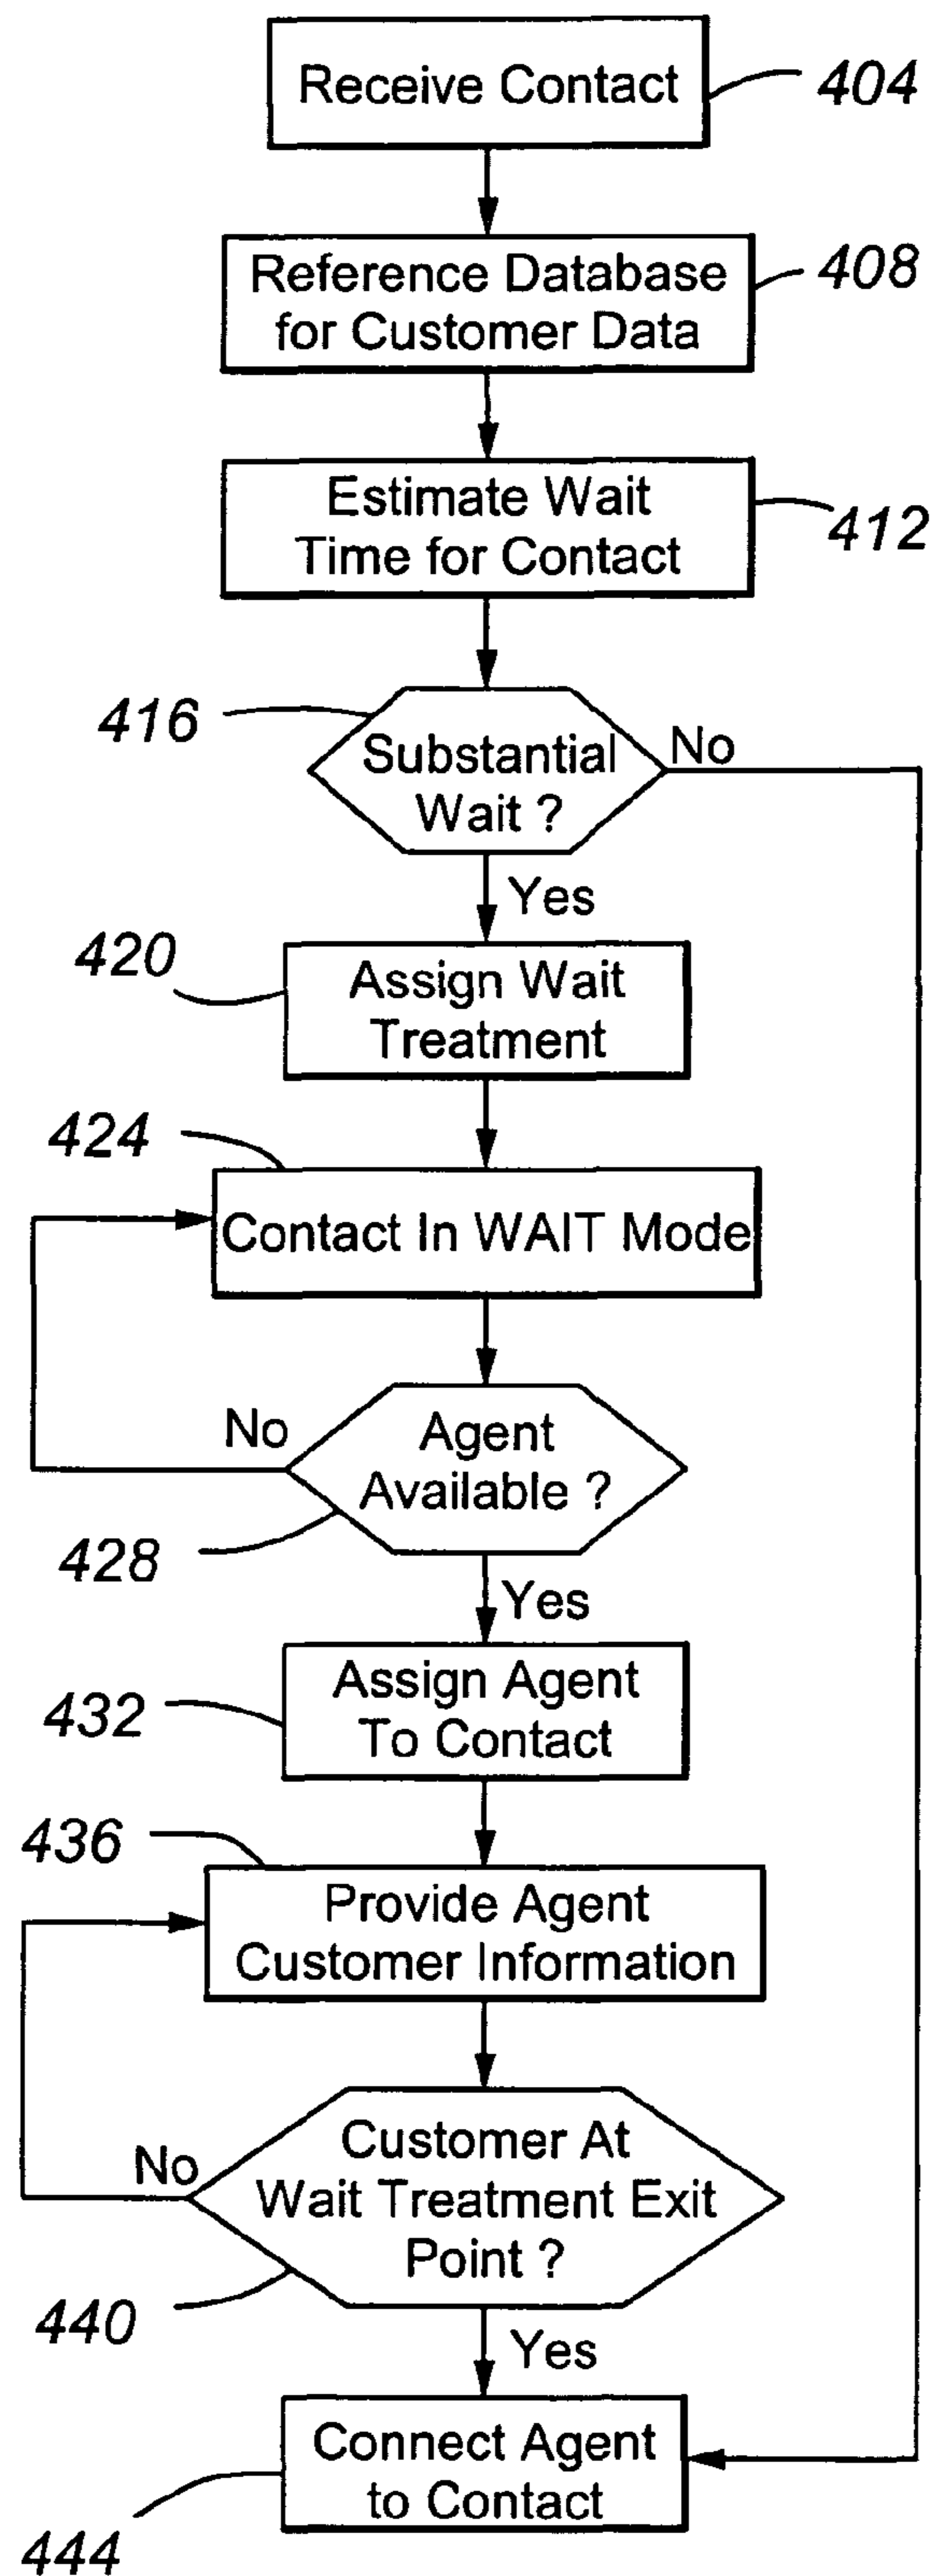 Receive Contact
404
Reference Database
for Customer Data
408
Estimate Wait
Time for Contact
412
416
Substantial
Wait ?
No
Yes
420
Assign Wait
Treatment
424
Contact In WAIT Mode
No
Agent
Available ?
428
Yes
432
Assign Agent
To Contact
436
Provide Agent
Customer Information
No
Customer At
Wait Treatment Exit
Point ?
440
Yes
Connect Agent
to Contact
444